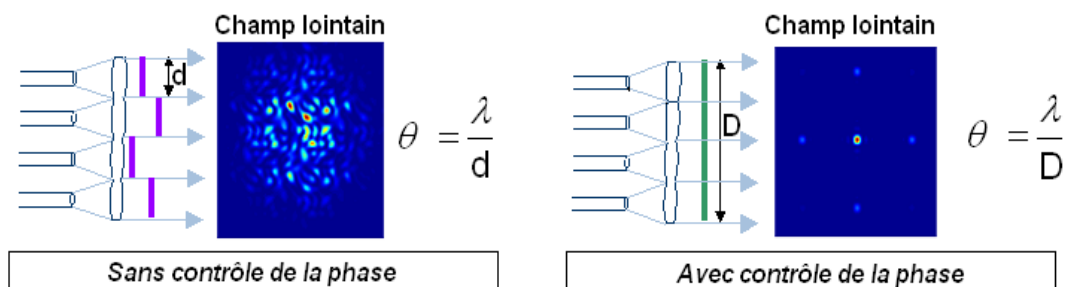 Champ lointain
d
θ = λ/d
Sans contrôle de la phase
Champ lointain
D
θ = λ/D
Avec contrôle de la phase